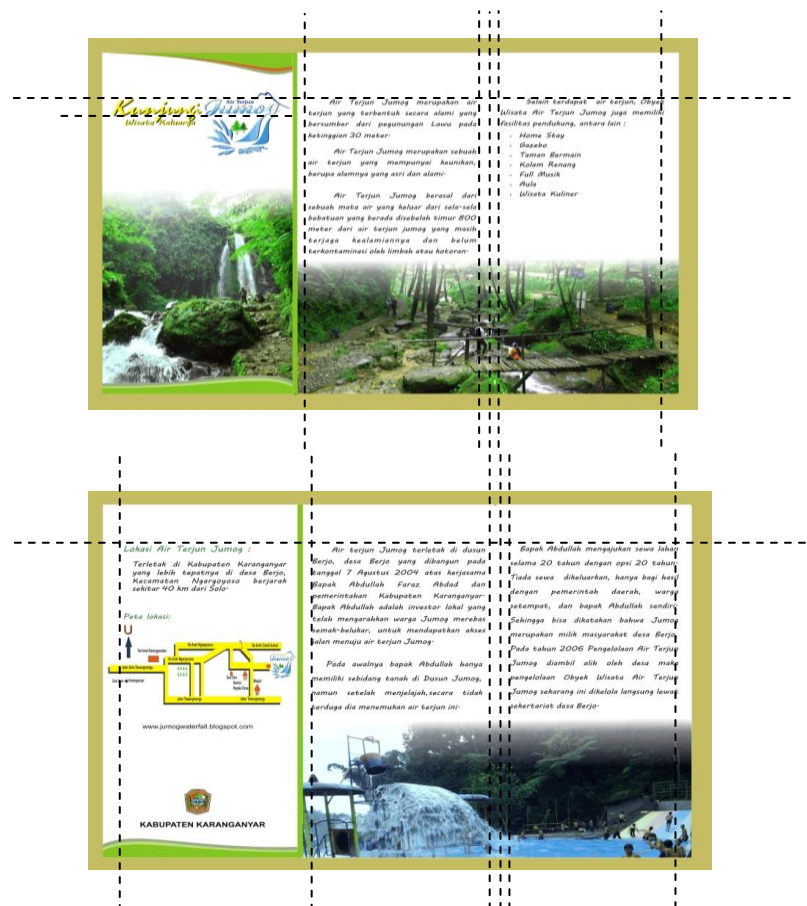 Kunjungi
Air Terjun
Jumog
Wisata Keluarga
Air Terjun Jumog merupakan air
terjun yang terbentuk secara alami yang
bersumber dari pegunungan Lawu pada
ketinggian 30 meter.
Air Terjun Jumog merupakan sebuah
air terjun yang mempunyai keunikan,
berupa alamnya yang asri dan alami.
Air Terjun Jumog berasal dari
sebuah mata air yang keluar dari sela-sela
babatuan yang berada disebelah timur 800
meter dari air terjun jumog yang masih
terjaga kealamiannya dan belum
terkontaminasi oleh limbah atau kotoran.
Selain terdapat air terjun, Obyek
Wisata Air Terjun Jumog juga memiliki
fasilitas pendukung, antara lain :
· Home Stay
· Gazebo
· Taman Bermain
· Kolam Renang
· Full Musik
· Aula
· Wisata Kuliner
Lokasi Air Terjun Jumog :
Terletak di Kabupaten Karanganyar
yang lebih tepatnya di desa Berjo,
Kecamatan Ngargoyoso berjarak
sekitar 40 km dari Solo.
Peta lokasi:
U
www.jumogwaterfall.blogspot.com
KABUPATEN KARANGANYAR
Air terjun Jumog terletak di dusun
Berjo, desa Berjo yang dibangun pada
tanggal 7 Agustus 2004 atas kerjasama
Bapak Abdullah Faraz Abdad dan
pemerintahan Kabupaten Karanganyar.
Bapak Abdullah adalah investor lokal yang
telah mengarahkan warga Jumog merebas
semak-belukar, untuk mendapatkan akses
jalan menuju air terjun Jumog.
Pada awalnya bapak Abdullah hanya
memiliki sebidang tanah di Dusun Jumog,
namun setelah menjelajah,secara tidak
terduga dia menemukan air terjun ini.
Bapak Abdullah mengajukan sewa lahan
selama 20 tahun dengan opsi 20 tahun.
Tiada sewa dikeluarkan, hanya bagi hasil
dengan pemerintah daerah, warga
setempat, dan bapak Abdullah sendiri.
Sehingga bisa dikatakan bahwa Jumog
merupakan milik masyarakat desa Berjo.
Pada tahun 2006 Pengelolaan Air Terjun
Jumog diambil alih oleh desa maka
pengelolaan Obyek Wisata Air Terjun
Jumog sekarang ini dikelola langsung lewat
sekertariat desa Berjo.